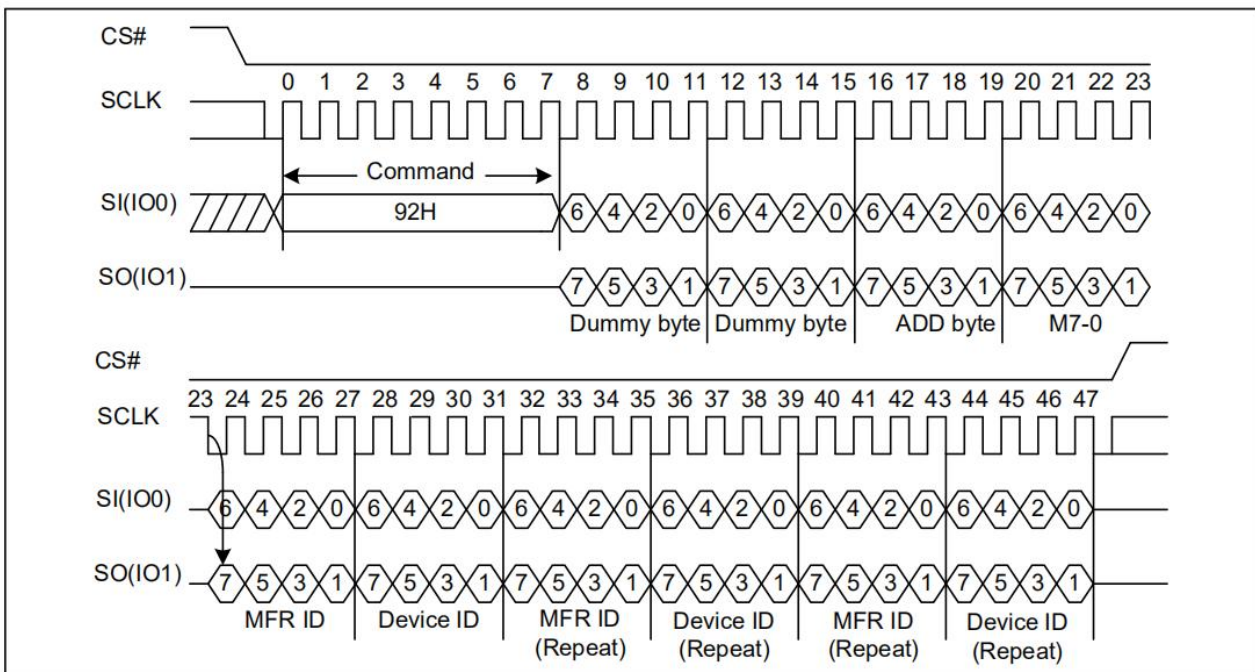 CS#
0 1 2 3 4 5 6 7 8 9 10 11 12 13 14 15 16 17 18 19 20 21 22 23
SCLK
Command
SI(IO0) 92H 6 4 2 0 6 4 2 0 6 4 2 0 6 4 2 0
SO(IO1) 7 5 3 1 7 5 3 1 7 5 3 1 7 5 3 1
Dummy byte Dummy byte ADD byte M7-0
CS#
23 24 25 26 27 28 29 30 31 32 33 34 35 36 37 38 39 40 41 42 43 44 45 46 47
SCLK
SI(IO0) 6 4 2 0 6 4 2 0 6 4 2 0 6 4 2 0 6 4 2 0 6 4 2 0
SO(IO1) 7 5 3 1 7 5 3 1 7 5 3 1 7 5 3 1 7 5 3 1 7 5 3 1
MFR ID Device ID MFR ID Device ID MFR ID Device ID
(Repeat) (Repeat) (Repeat) (Repeat)